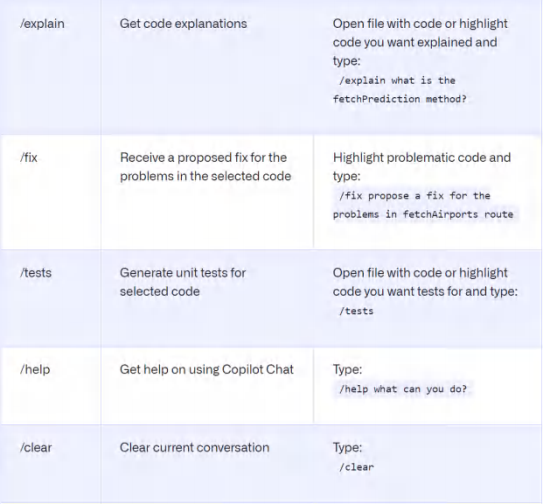 /explain
Get code explanations
Open file with code or highlight
code you want explained and
type:
/explain what is the
fetchPrediction method?
/fix
Receive a proposed fix for the
problems in the selected code
Highlight problematic code and
type:
/fix propose a fix for the
problems in fetchAirports route
/tests
Generate unit tests for
selected code
Open file with code or highlight
code you want tests for and type:
/tests
/help
Get help on using Copilot Chat
Type:
/help what can you do?
/clear
Clear current conversation
Type:
/clear